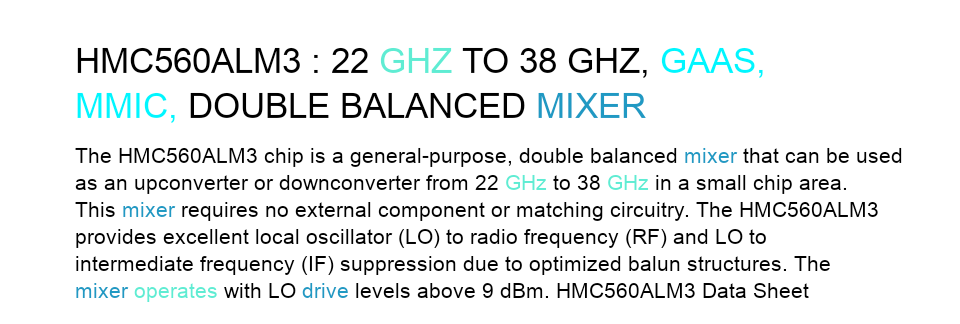 HMC560ALM3 : 22 GHZ TO 38 GHZ, GAAS,
MMIC, DOUBLE BALANCED MIXER
The HMC560ALM3 chip is a general-purpose, double balanced mixer that can be used
as an upconverter or downconverter from 22 GHz to 38 GHz in a small chip area.
This mixer requires no external component or matching circuitry. The HMC560ALM3
provides excellent local oscillator (LO) to radio frequency (RF) and LO to
intermediate frequency (IF) suppression due to optimized balun structures. The
mixer operates with LO drive levels above 9 dBm. HMC560ALM3 Data Sheet